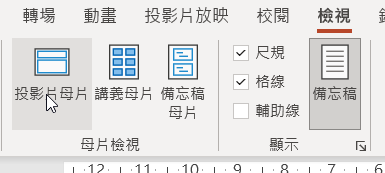 轉場 動畫 投影片放映 校閱 檢視
投影片母片 講義母片 備忘稿母片
母片檢視
尺規
格線
輔助線
備忘稿
顯示
12 11 10 9 8 7 6